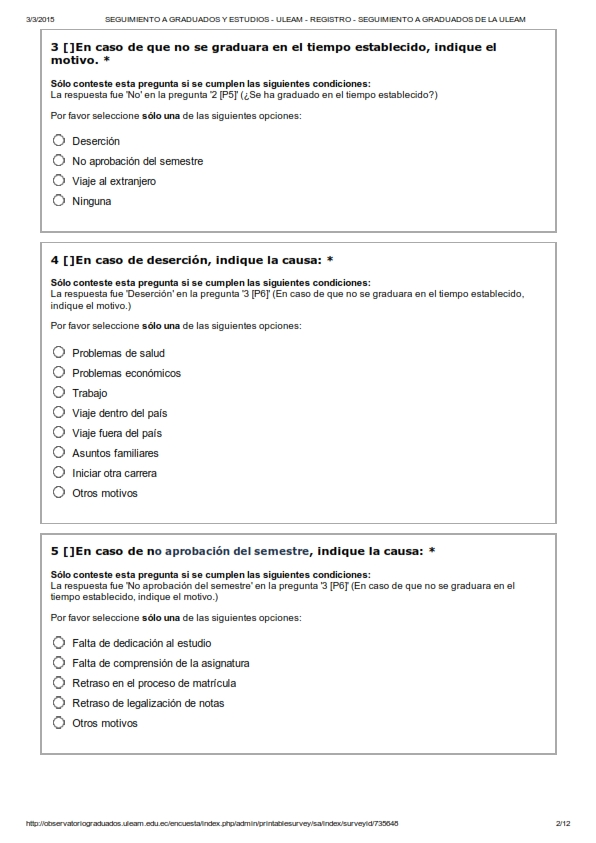 3/3/2015 SEGUIMIENTO A GRADUADOS Y ESTUDIOS - ULEAM - REGISTRO - SEGUIMIENTO A GRADUADOS DE LA ULEAM
3 []En caso de que no se graduara en el tiempo establecido, indique el
motivo. *
Sólo conteste esta pregunta si se cumplen las siguientes condiciones:
La respuesta fue 'No' en la pregunta '2 [P5]' (¿Se ha graduado en el tiempo establecido?)
Por favor seleccione sólo una de las siguientes opciones:
Deserción
No aprobación del semestre
Viaje al extranjero
Ninguna
4 []En caso de deserción, indique la causa: *
Sólo conteste esta pregunta si se cumplen las siguientes condiciones:
La respuesta fue 'Deserción' en la pregunta '3 [P6]' (En caso de que no se graduara en el tiempo establecido,
indique el motivo.)
Por favor seleccione sólo una de las siguientes opciones:
Problemas de salud
Problemas económicos
Trabajo
Viaje dentro del país
Viaje fuera del país
Asuntos familiares
Iniciar otra carrera
Otros motivos
5 []En caso de no aprobación del semestre, indique la causa: *
Sólo conteste esta pregunta si se cumplen las siguientes condiciones:
La respuesta fue 'No aprobación del semestre' en la pregunta '3 [P6]' (En caso de que no se graduara en el
tiempo establecido, indique el motivo.)
Por favor seleccione sólo una de las siguientes opciones:
Falta de dedicación al estudio
Falta de comprensión de la asignatura
Retraso en el proceso de matrícula
Retraso de legalización de notas
Otros motivos
http://observatoriograduados.uleam.edu.ec/encuesta/index.php/admin/printablesurvey/sa/index/surveyid/735648 2/12